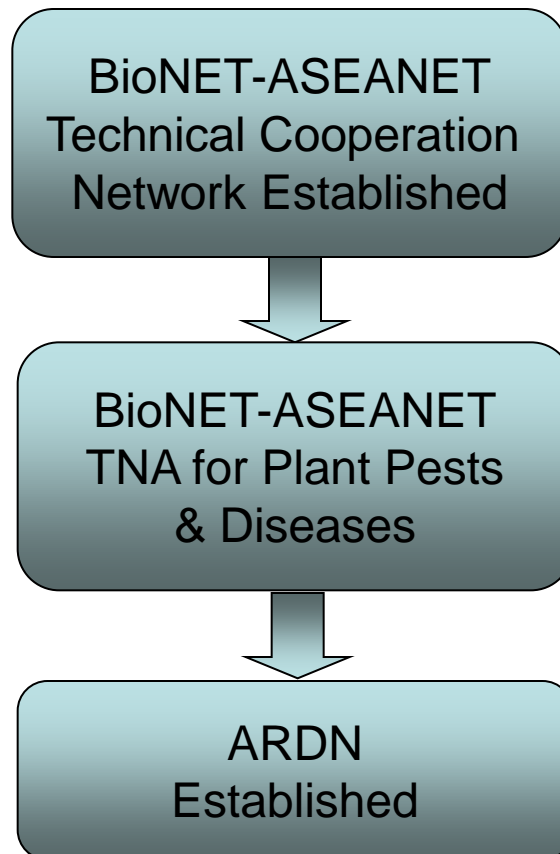 BioNET-ASEANET
Technical Cooperation
Network Established
BioNET-ASEANET
TNA for Plant Pests
& Diseases
ARDN
Established